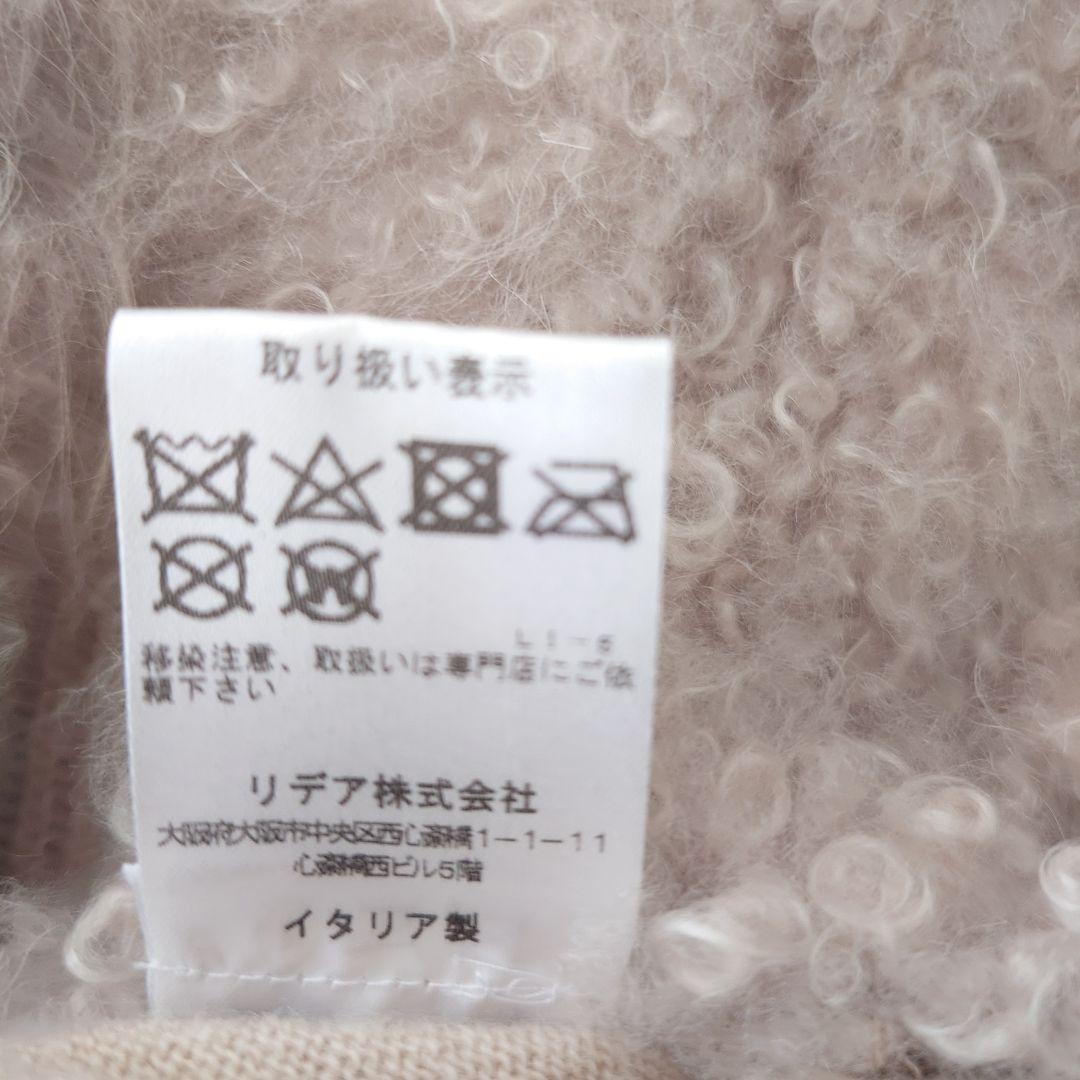 取り扱い表示
W
LI-6
移染注意、取扱いは専門店にご依
頼下さい
リデア株式会社
大阪府大阪市中央区西心斎橋1-1-11
心斎橋西ビル5階
イタリア製